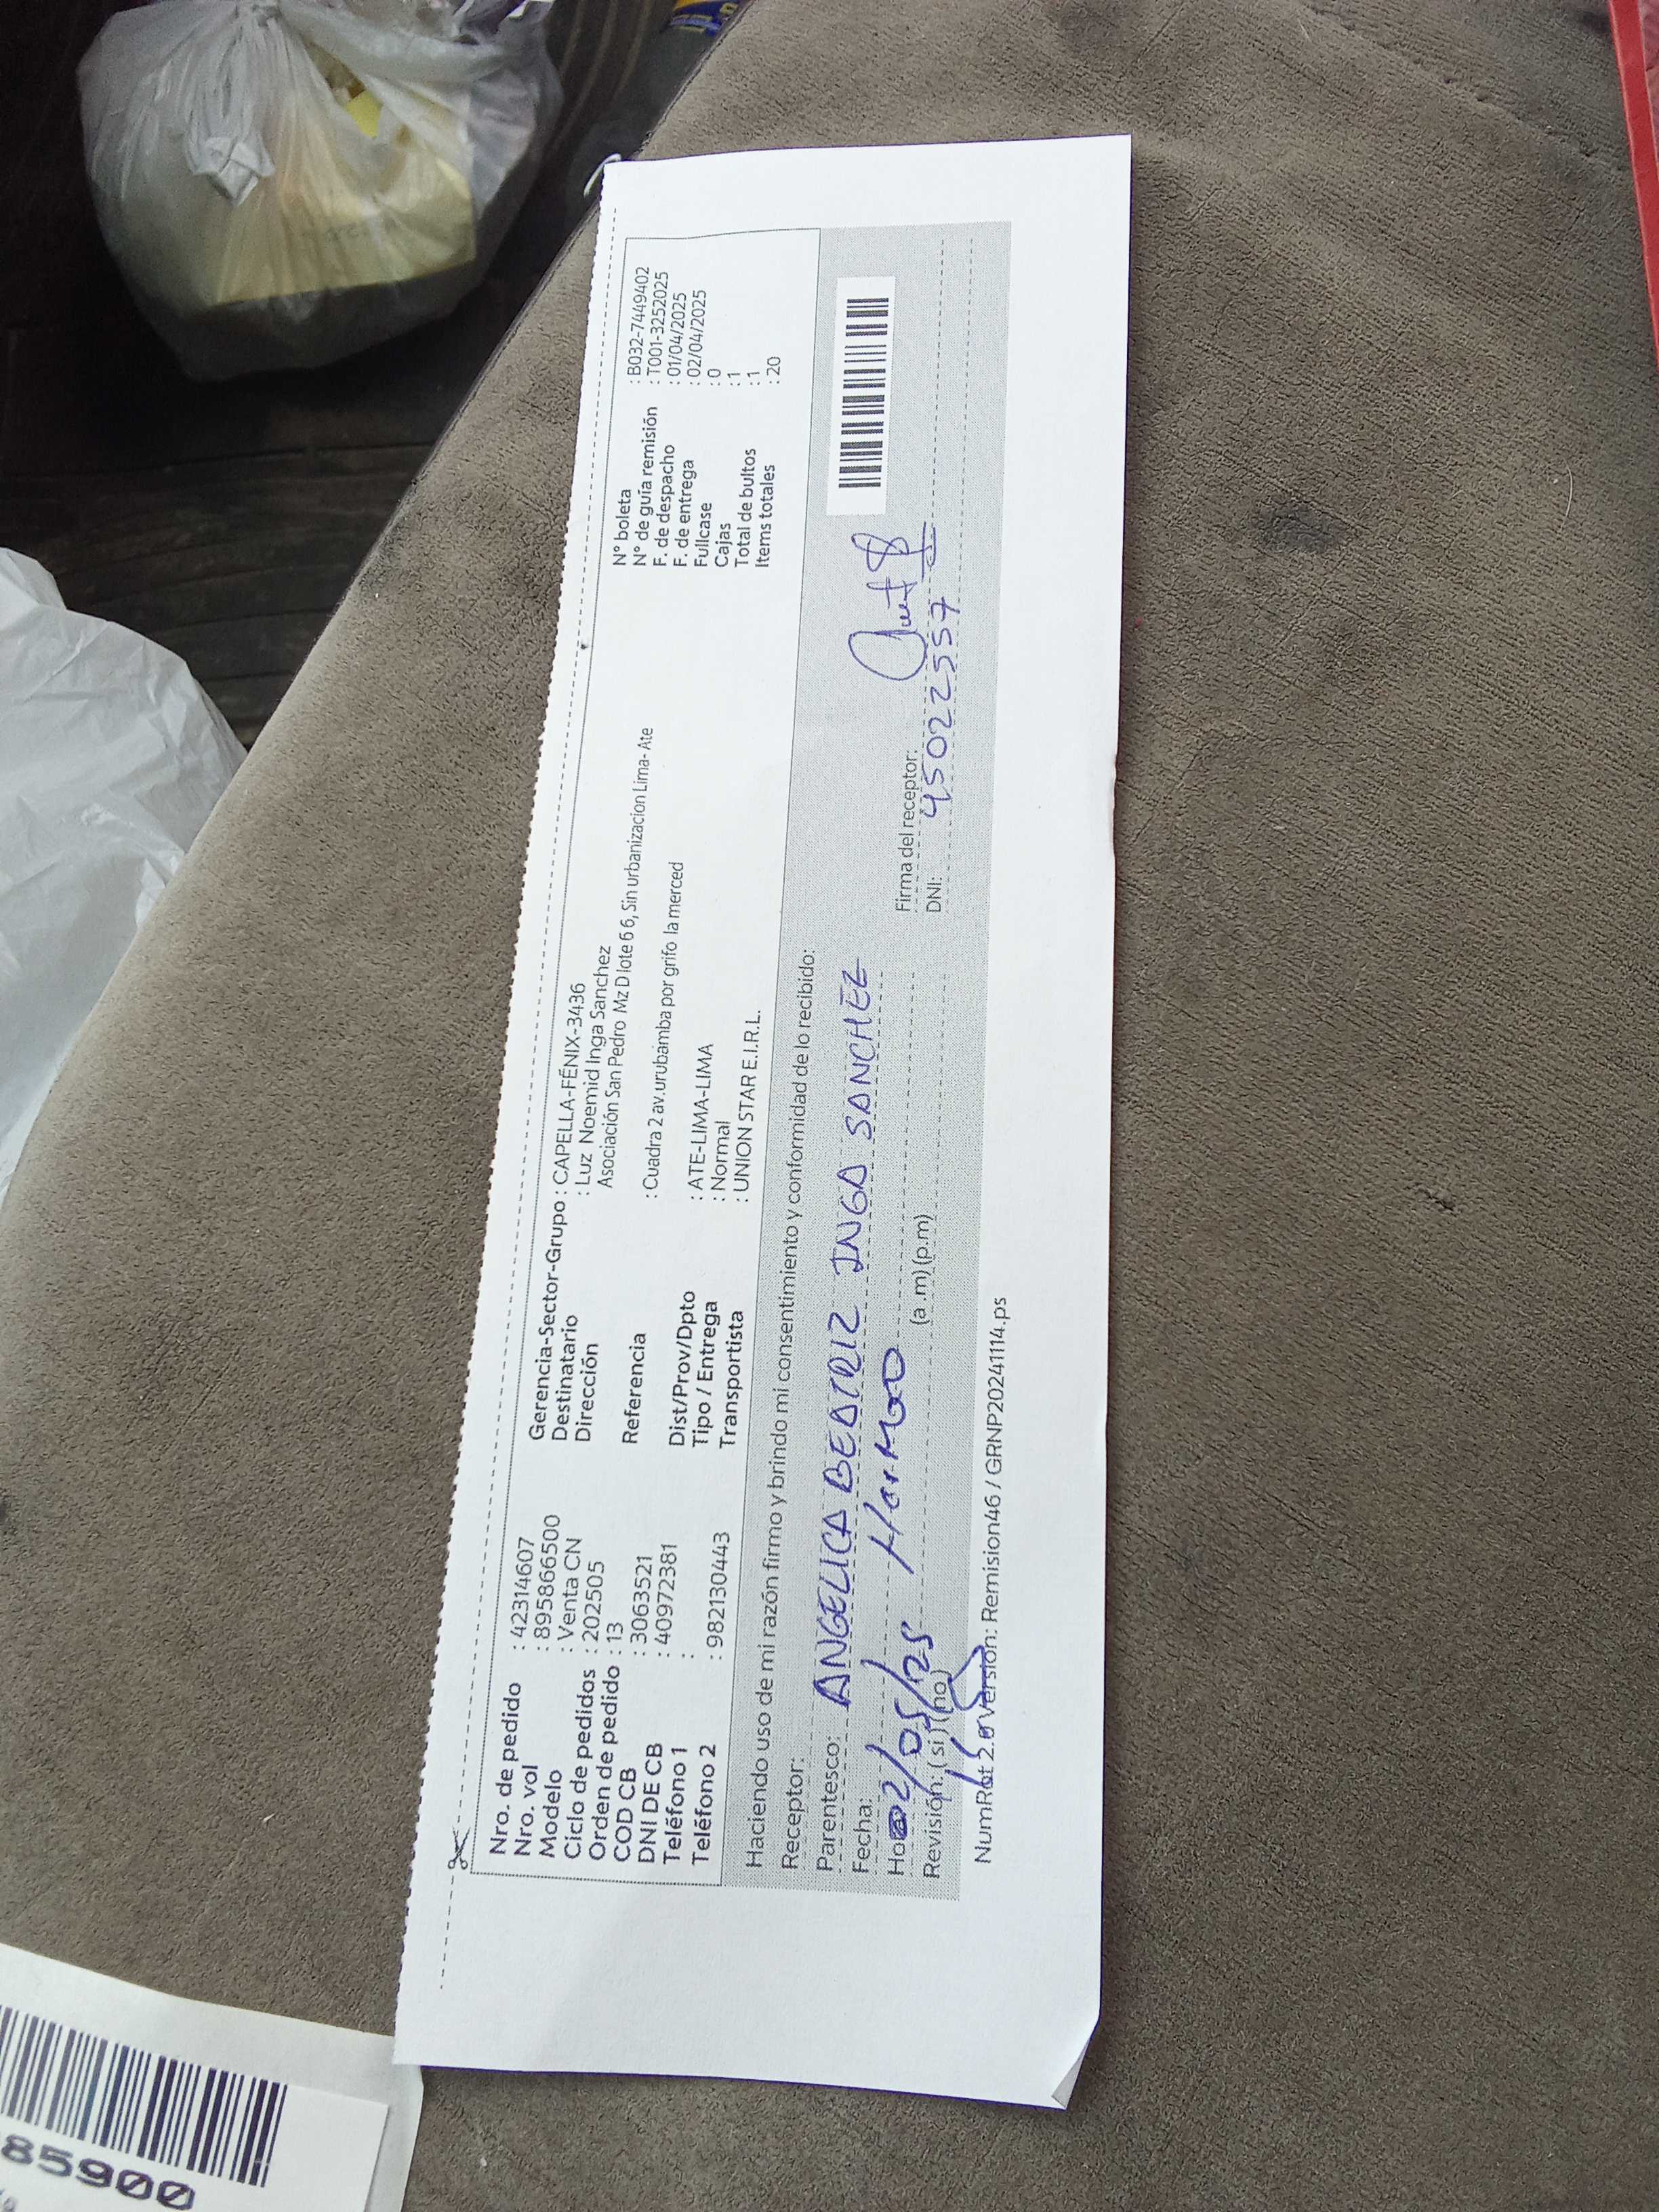 Nro. de pedido : 42314607
Nro. vol : 895866500
Modelo : Venta CN
Ciclo de pedidos : 202505
Orden de pedido : 13
COD CB : 3063521
DNI DE CB : 40972381
Teléfono 1 :
Teléfono 2 : 982130443
Gerencia-Sector-Grupo : CAPELLA-FÉNIX-3436
Destinatario : Luz Noemid Inga Sanchez
Dirección Asociación San Pedro Mz D lote 6 6, Sin urbanizacion Lima- Ate
Referencia : Cuadra 2 av.urubamba por grifo la merced
Dist/Prov/Dpto : ATE-LIMA-LIMA
Tipo / Entrega : Normal
Transportista : UNION STAR E.I.R.L.
N° boleta : B032-7449402
N° de guía remisión : T001-3252025
F. de despacho : 01/04/2025
F. de entrega : 02/04/2025
Fullcase : 0
Cajas : 1
Total de bultos : 1
Items totales : 20
Haciendo uso de mi razón firmo y brindo mi consentimiento y conformidad de lo recibido:
Receptor: ANGELICA BEATRIZ INGA SANCHEZ
Parentesco:
Fecha: 02/05/25
(a .m) (p.m)
Revisión: (si) (no)
Firma del receptor:
DNI: 45022557
Version: Remision46 / GRNP20241114.ps
85900